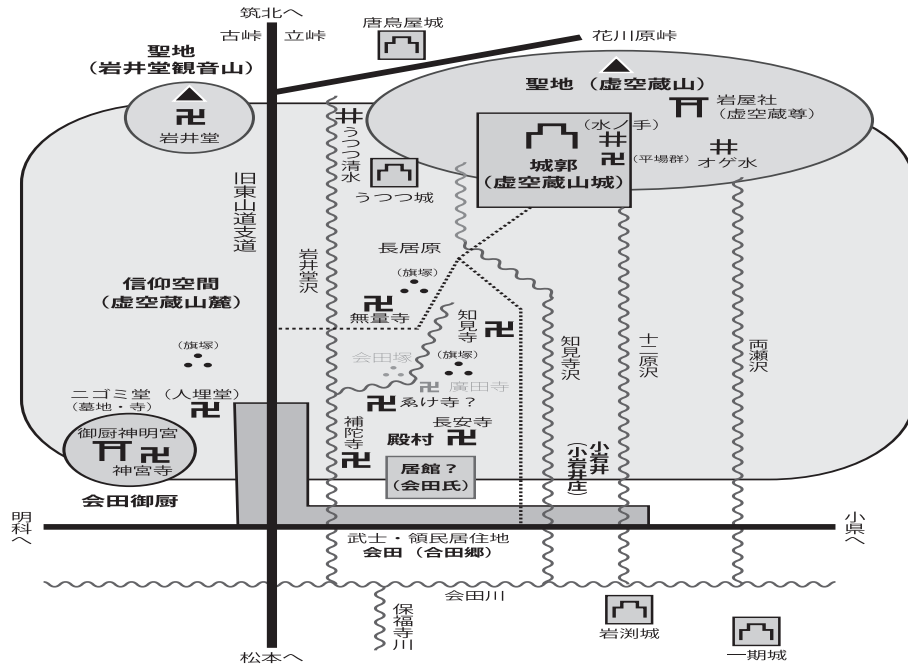 筑北へ
古峠 立峠
唐鳥屋城
花川原峠
聖地
(岩井堂観音山)
岩井堂
聖地（虚空蔵山）
岩屋社
(虚空蔵尊)
(水ノ手)
(平場群)
オゲ水
城郭
(虚空蔵山城)
うつつ清水
うつつ城
旧東山道支道
岩井堂沢
長居原
(旗塚)
無量寺
信仰空間
(虚空蔵山麓)
知見寺
知見寺沢
十二原沢
両瀬沢
(旗塚)
会田塚
(旗塚)
廣田寺
ニゴミ堂
(墓地・寺)
(人埋堂)
ゑけ寺？
長安寺
補陀寺
殿村
御厨神明宮
神宮寺
居館？
(会田氏)
小岩井
(小岩井庄)
会田御厨
明科へ
小県へ
武士・領民居住地
会田（合田郷）
会田川
保福寺川
岩渕城
一期城
松本へ